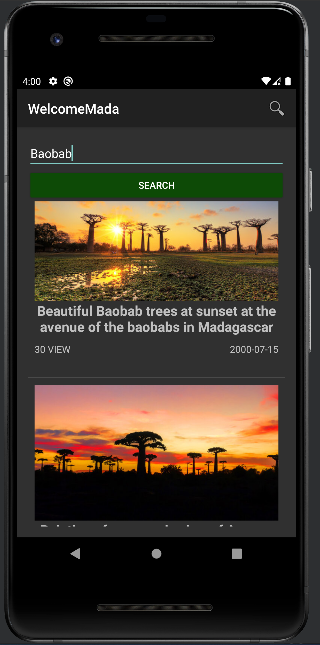 4:00
WelcomeMada
Baobab
SEARCH
Beautiful Baobab trees at sunset at the
avenue of the baobabs in Madagascar
30 VIEW
2000-07-15